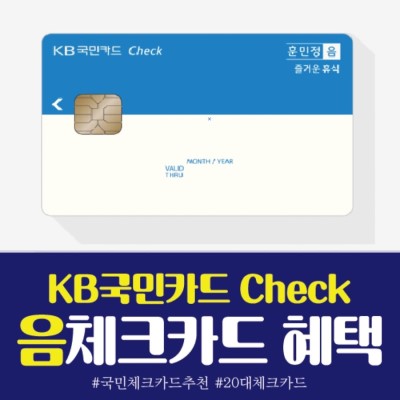 KB국민카드 Check
훈민정음
즐거운 휴식
MONTH / YEAR
VALID
THRU
KB국민카드 Check
음체크카드 혜택
#국민체크카드추천 #20대체크카드